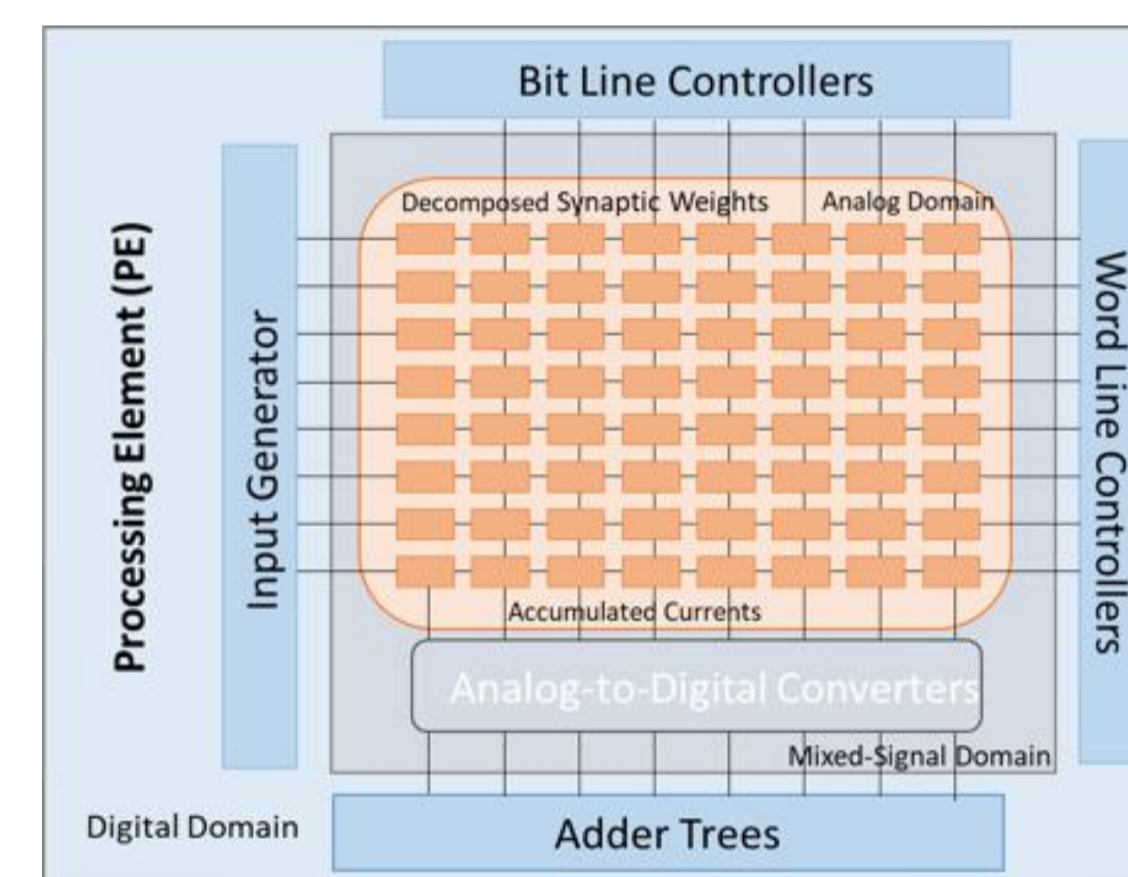 Bit Line Controllers
Decomposed Synaptic Weights
Analog Domain
Processing Element (PE)
Input Generator
Word Line Controllers
Accumulated Currents
Analog-to-Digital Converters
Mixed-Signal Domain
Digital Domain
Adder Trees